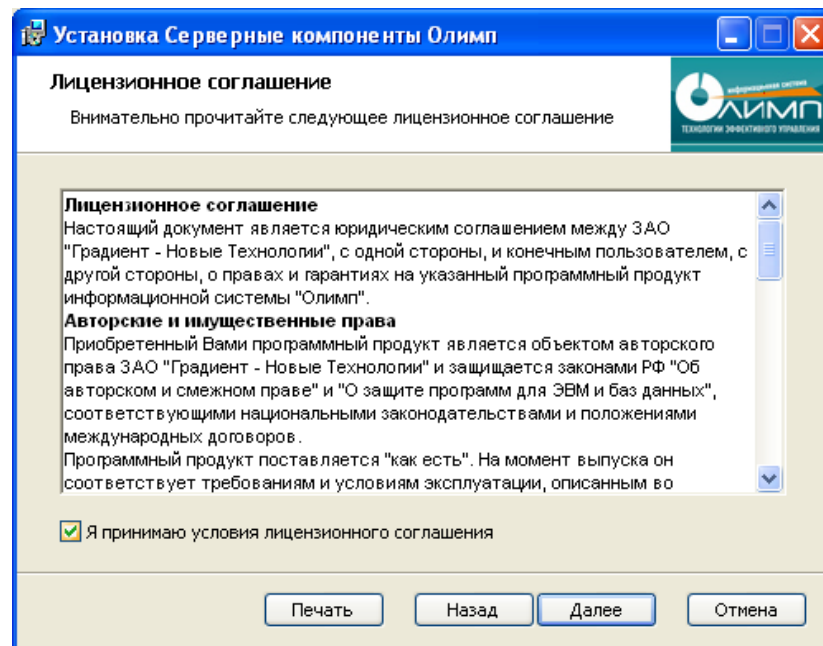 Установка Серверные компоненты Олимп
Лицензионное соглашение
Внимательно прочитайте следующее лицензионное соглашение
информационная система
Олимп
ТЕХНОЛОГИИ ЭФФЕКТИВНОГО УПРАВЛЕНИЯ
Лицензионное соглашение
Настоящий документ является юридическим соглашением между ЗАО
"Градиент - Новые Технологии", с одной стороны, и конечным пользователем, с
другой стороны, о правах и гарантиях на указанный программный продукт
информационной системы "Олимп".
Авторские и имущественные права
Приобретенный Вами программный продукт является объектом авторского
права ЗАО "Градиент - Новые Технологии" и защищается законами РФ "Об
авторском и смежном праве" и "О защите программ для ЭВМ и баз данных",
соответствующими национальными законодательствами и положениями
международных договоров.
Программный продукт поставляется "как есть". На момент выпуска он
соответствует требованиям и условиям эксплуатации, описанным во
Я принимаю условия лицензионного соглашения
Печать Назад Далее Отмена